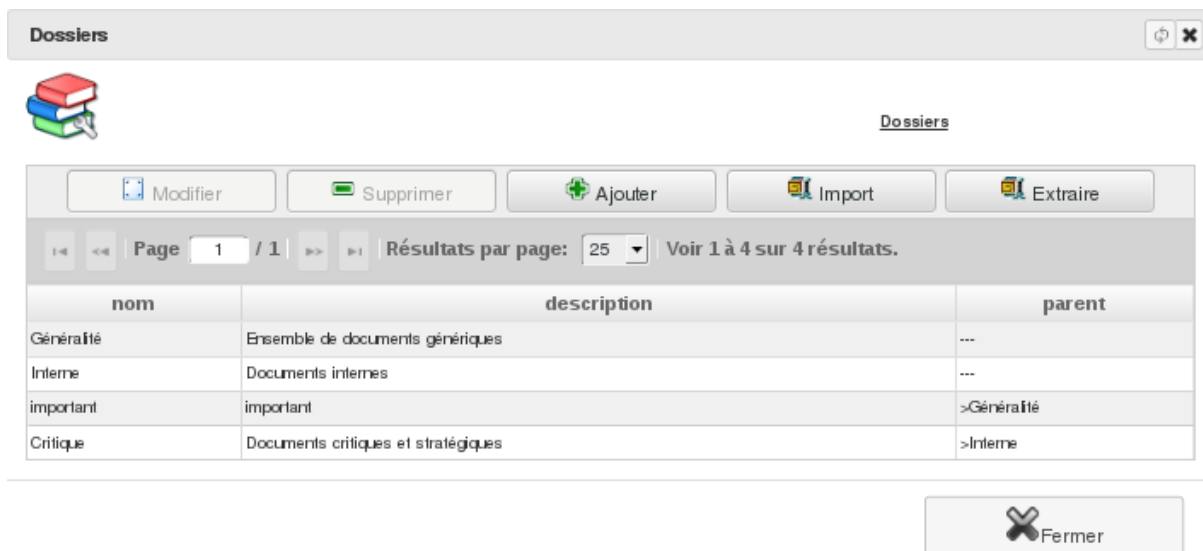 Dossiers
Dossiers
Modifier Supprimer Ajouter Import Extraire
Page 1 / 1 Résultats par page: 25 Voir 1 à 4 sur 4 résultats.
nom description parent
Généralité Ensemble de documents génériques ---
Interne Documents internes ---
important important >Généralité
Critique Documents critiques et stratégiques >Interne
Fermer